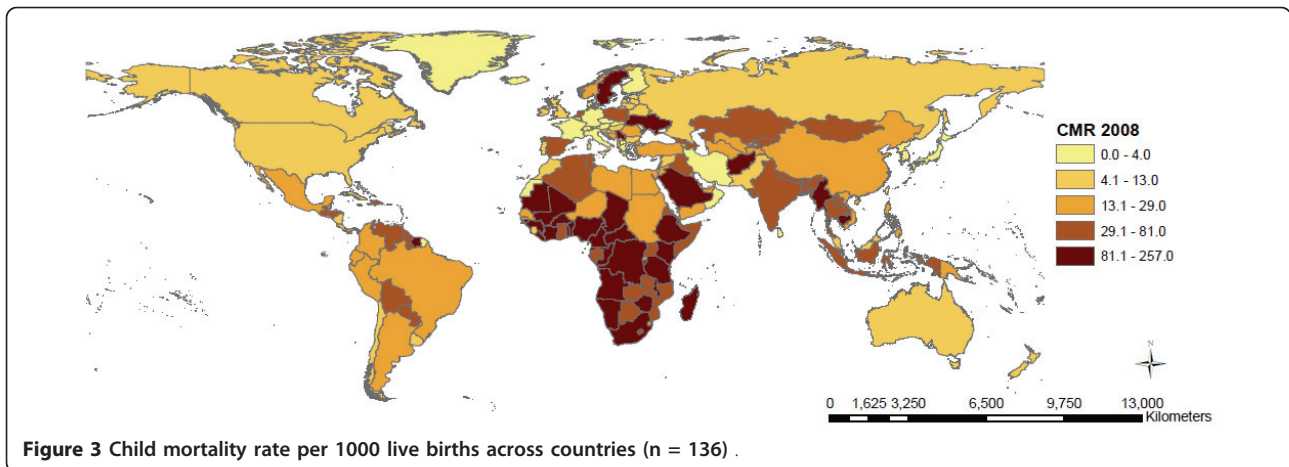 CMR 2008
0.0 - 4.0
4.1 - 13.0
13.1 - 29.0
29.1 - 81.0
81.1 - 257.0
N
0 1,625 3,250 6,500 9,750 13,000
Kilometers
Figure 3 Child mortality rate per 1000 live births across countries (n = 136) .